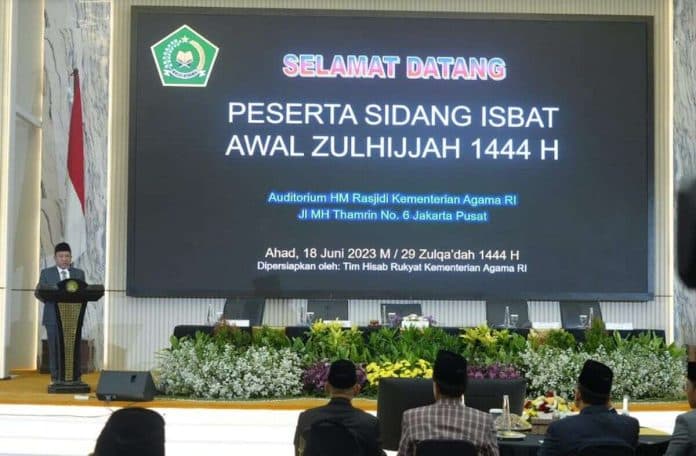 SELAMAT DATANG
PESERTA SIDANG ISBAT
AWAL ZULHIJJAH 1444 H
Auditorium HM Rasjidi Kementerian Agama RI
Jl MH Thamrin No. 6 Jakarta Pusat
Ahad, 18 Juni 2023 M / 29 Zulqa'dah 1444 H
Dipersiapkan oleh: Tim Hisab Rukyat Kementerian Agama RI